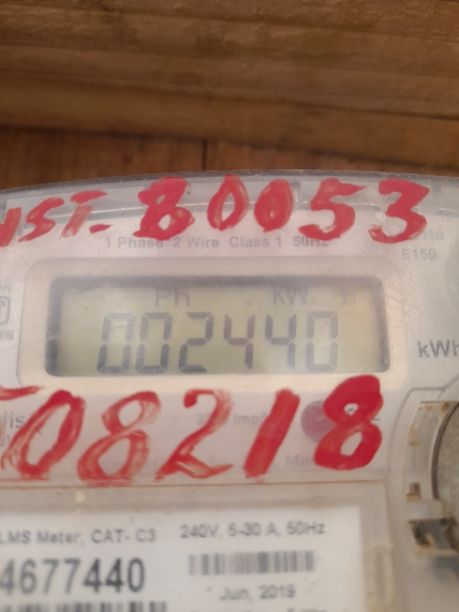 NST. B0053
1 Phase 2 Wire Class 1 50Hz
E150
Ph kW
002440
kWh
08218
LMS Meter, CAT- C3 240V, 5-30 A, 50Hz
4677440
Jun, 2019